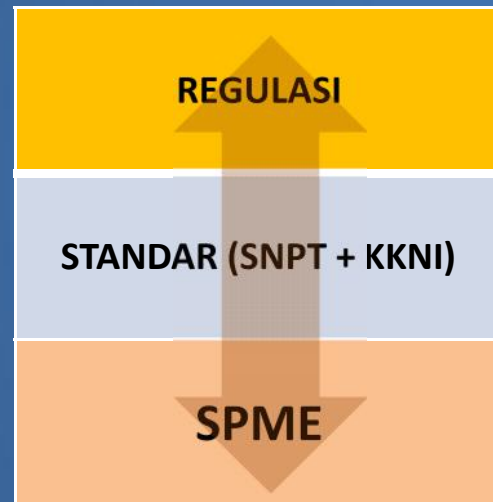 REGULASI
STANDAR (SNPT + KKNI)
SPME